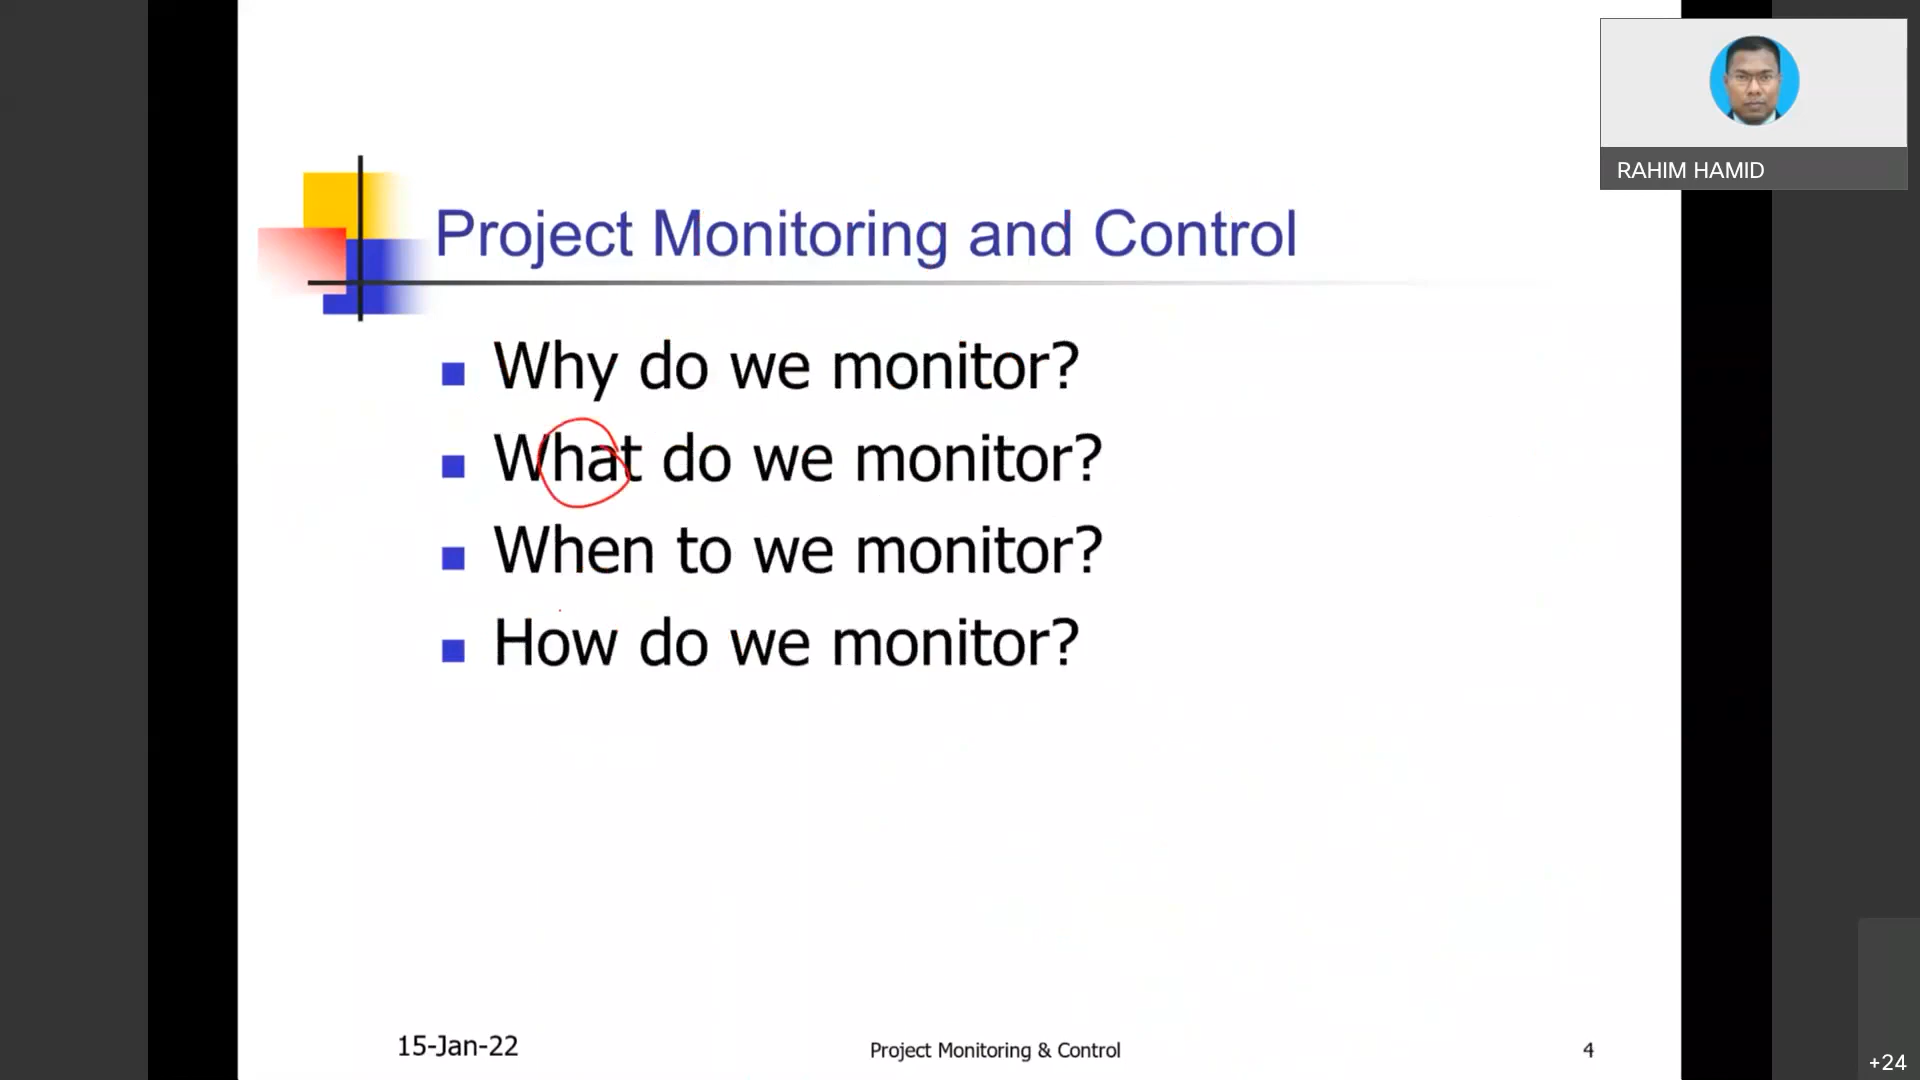 RAHIM HAMID
Project Monitoring and Control
Why do we monitor?
What do we monitor?
When to we monitor?
How do we monitor?
15-Jan-22
Project Monitoring & Control
4
+24